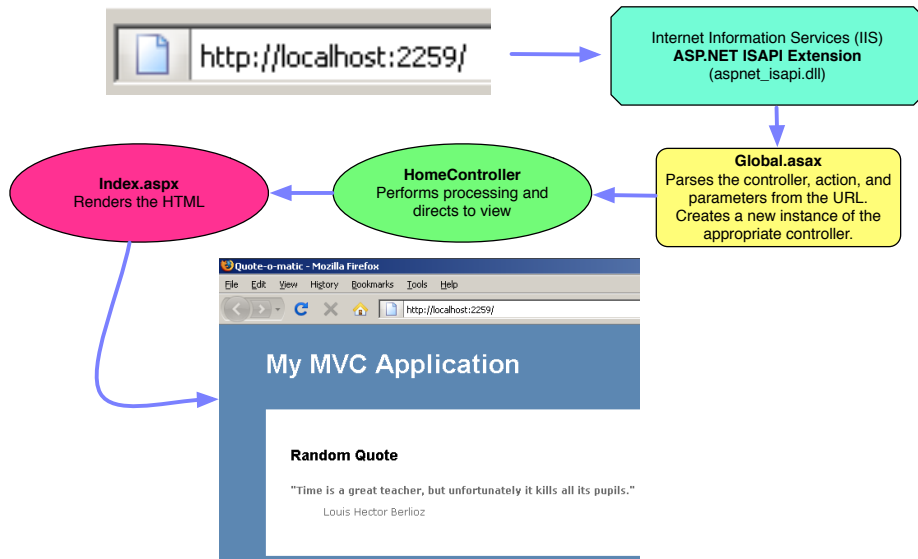 http://localhost:2259/
Internet Information Services (IIS)
ASP.NET ISAPI Extension
(aspnet_isapi.dll)
Global.asax
Parses the controller, action, and
parameters from the URL.
Creates a new instance of the
appropriate controller.
HomeController
Performs processing and
directs to view
Index.aspx
Renders the HTML
Quote-o-matic - Mozilla Firefox
File Edit View History Bookmarks Tools Help
http://localhost:2259/
My MVC Application
Random Quote
"Time is a great teacher, but unfortunately it kills all its pupils."
Louis Hector Berlioz